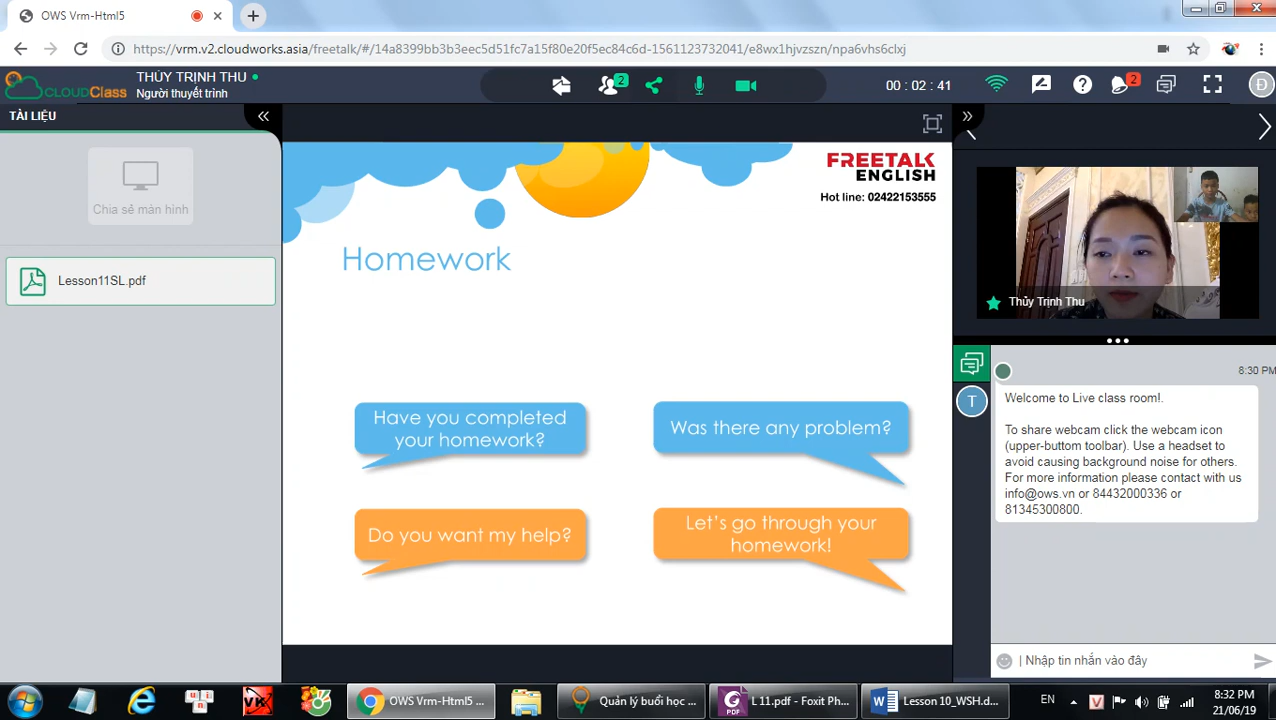 OWS Vrm-Html5
https://vrm.v2.cloudworks.asia/freetalk/#/14a8399bb3b3eec5d51fc7a15f80e20f5ec84c6d-1561123732041/e8wx1hjvzszn/npa6vhs6clxj
CLOUDClass
THỦY TRỊNH THU
Người thuyết trình
2
00 : 02 : 41
2
Đ
TÀI LIỆU
Chia sẻ màn hình
Lesson11SL.pdf
FREETALK
ENGLISH
Hot line: 02422153555
Homework
Have you completed
your homework?
Was there any problem?
Do you want my help?
Let's go through your
homework!
Thủy Trịnh Thu
8:30 PM
T
Welcome to Live class room!.
To share webcam click the webcam icon
(upper-buttom toolbar). Use a headset to
avoid causing background noise for others.
For more information please contact with us
info@ows.vn or 84432000336 or
81345300800.
Nhập tin nhắn vào đây
OWS Vrm-Html5 ...
Quản lý buổi học ...
PDF
L 11.pdf - Foxit Ph...
Lesson 10_WSH.d...
EN
V
8:32 PM
21/06/19